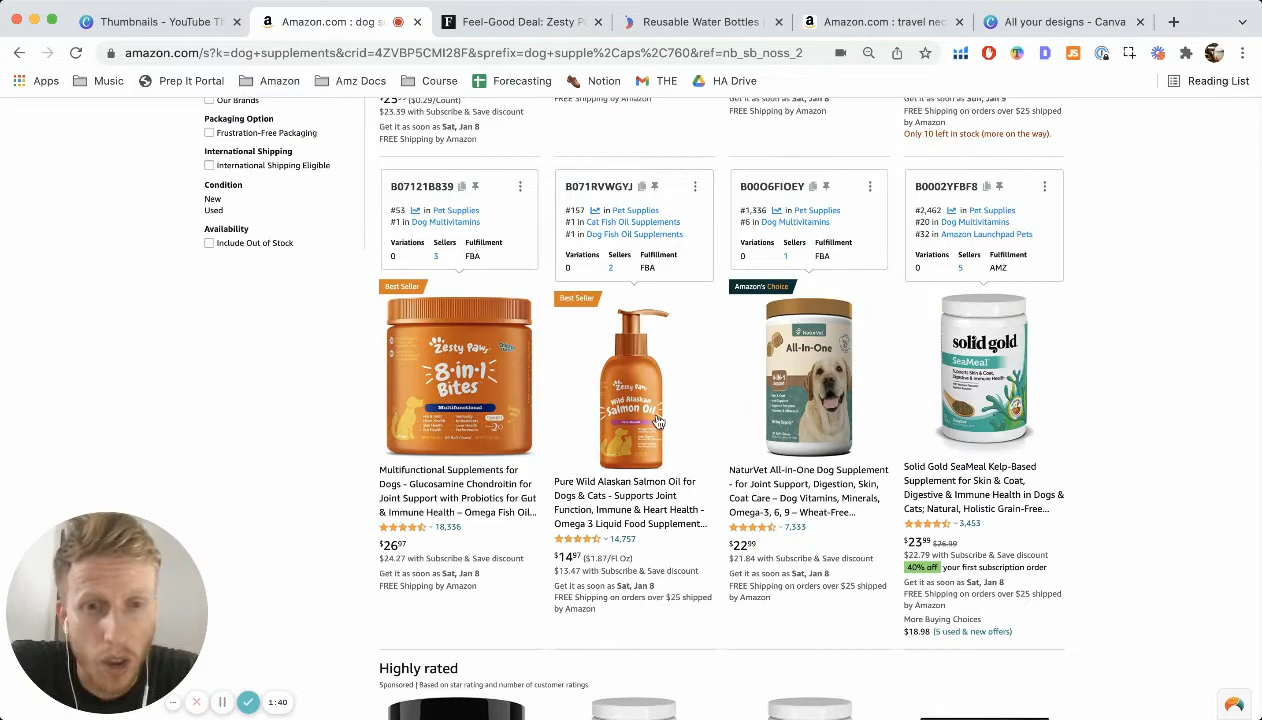 Thumbnails - YouTube Th
Amazon.com : dog su
Feel-Good Deal: Zesty Po
Reusable Water Bottles |
Amazon.com : travel nec
All your designs - Canva
amazon.com/s?k=dog+supplements&crid=4ZVBP5CMI28F&sprefix=dog+supple%2Caps%2C760&ref=nb_sb_noss_2
Apps
Music
Prep It Portal
Amazon
Amz Docs
Course
Forecasting
Notion
THE
HA Drive
Reading List
Our Brands
Packaging Option
Frustration-Free Packaging
International Shipping
International Shipping Eligible
Condition
New
Used
Availability
Include Out of Stock
($0.29/Count)
$23.39 with Subscribe & Save discount
Get it as soon as Sat, Jan 8
FREE Shipping by Amazon
FREE Shipping by Amazon
Get it as soon as Sat, Jan 8
Get it as soon as Sun, Jan 9
FREE Shipping on orders over $25 shipped
by Amazon
Only 10 left in stock (more on the way).
B07121B839
#53 in Pet Supplies
#1 in Dog Multivitamins
Variations Sellers Fulfillment
0 3 FBA
Best Seller
Zesty Paws
8-in-1
Bites
Multifunctional
Multifunctional Supplements for
Dogs - Glucosamine Chondroitin for
Joint Support with Probiotics for Gut
& Immune Health – Omega Fish Oil...
18,336
$2697
$24.27 with Subscribe & Save discount
Get it as soon as Sat, Jan 8
FREE Shipping by Amazon
B071RVWGYJ
#157 in Pet Supplies
#1 in Cat Fish Oil Supplements
#1 in Dog Fish Oil Supplements
Variations Sellers Fulfillment
0 2 FBA
Best Seller
Zesty Paws
Wild Alaskan
Salmon Oil
Pure Wild Alaskan Salmon Oil for
Dogs & Cats - Supports Joint
Function, Immune & Heart Health -
Omega 3 Liquid Food Supplement...
14,757
$1497 ($1.87/Fl Oz)
$13.47 with Subscribe & Save discount
Get it as soon as Sat, Jan 8
FREE Shipping on orders over $25 shipped
by Amazon
B00O6FIOEY
#1,336 in Pet Supplies
#6 in Dog Multivitamins
Variations Sellers Fulfillment
0 1 FBA
Amazon's Choice
NaturVet
All-In-One
4-IN-1
NaturVet All-in-One Dog Supplement
- for Joint Support, Digestion, Skin,
Coat Care – Dog Vitamins, Minerals,
Omega-3, 6, 9 – Wheat-Free...
7,333
$2299
$21.84 with Subscribe & Save discount
Get it as soon as Sat, Jan 8
FREE Shipping on orders over $25 shipped
by Amazon
B0002YFBF8
#2,462 in Pet Supplies
#20 in Dog Multivitamins
#32 in Amazon Launchpad Pets
Variations Sellers Fulfillment
0 5 AMZ
solid gold
SeaMeal
Solid Gold SeaMeal Kelp-Based
Supplement for Skin & Coat,
Digestive & Immune Health in Dogs
& Cats; Natural, Holistic Grain-Free...
3,453
$2399 $26.99
$22.79 with Subscribe & Save discount
40% off your first subscription order
Get it as soon as Sat, Jan 8
FREE Shipping on orders over $25 shipped
by Amazon
More Buying Choices
$18.98 (5 used & new offers)
Highly rated
Sponsored | Based on star rating and number of customer ratings
1:40